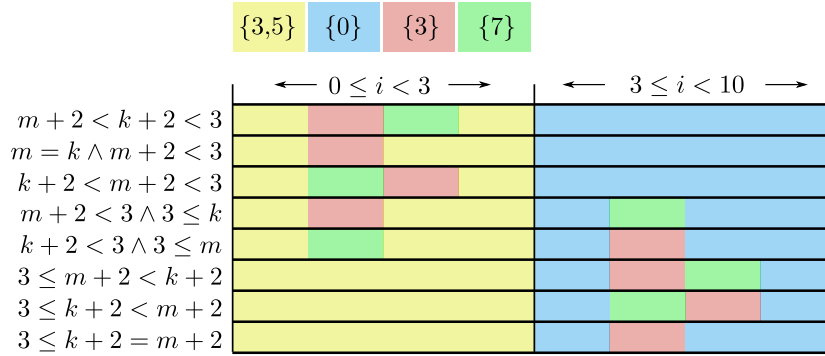 {3,5} {0} {3} {7}
0 ≤ i < 3 3 ≤ i < 10
m + 2 < k + 2 < 3
m = k ∧ m + 2 < 3
k + 2 < m + 2 < 3
m + 2 < 3 ∧ 3 ≤ k
k + 2 < 3 ∧ 3 ≤ m
3 ≤ m + 2 < k + 2
3 ≤ k + 2 < m + 2
3 ≤ k + 2 = m + 2